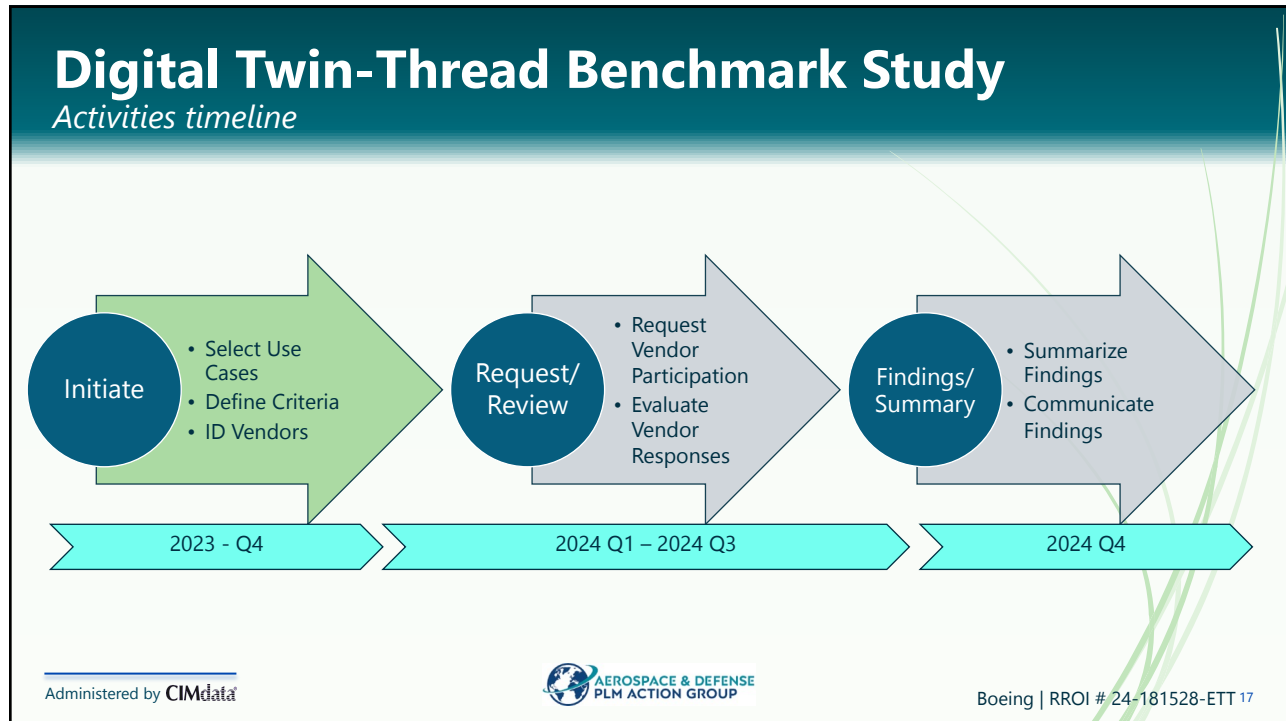 Digital Twin-Thread Benchmark Study
Activities timeline
Initiate
• Select Use
Cases
• Define Criteria
• ID Vendors
Request/
Review
• Request
Vendor
Participation
• Evaluate
Vendor
Responses
Findings/
Summary
• Summarize
Findings
• Communicate
Findings
2023 - Q4
2024 Q1 – 2024 Q3
2024 Q4
Administered by CIMdata
AEROSPACE & DEFENSE
PLM ACTION GROUP
Boeing | RROI # 24-181528-ETT 17